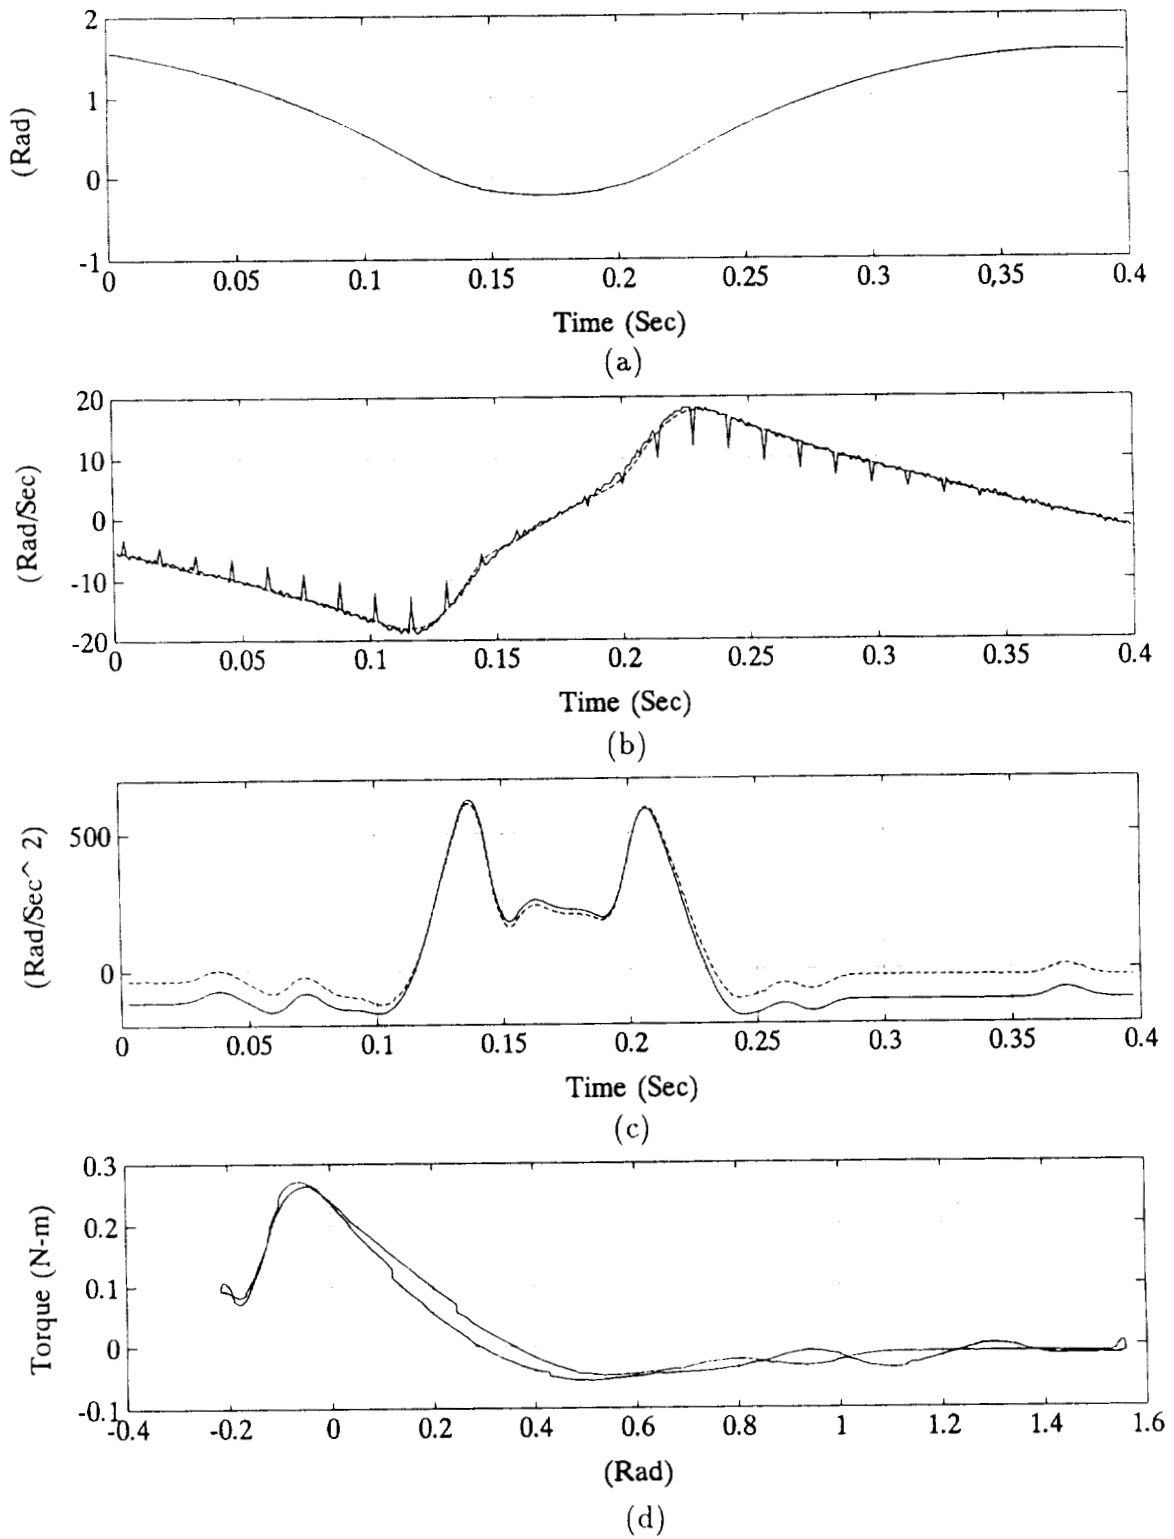 2
1
0
-1
(Rad)
0 0.05 0.1 0.15 0.2 0.25 0.3 0,35 0.4
Time (Sec)
(a)
20
10
0
-10
-20
(Rad/Sec)
0 0.05 0.1 0.15 0.2 0.25 0.3 0.35 0.4
Time (Sec)
(b)
500
0
(Rad/Sec^ 2)
0 0.05 0.1 0.15 0.2 0.25 0.3 0.35 0.4
Time (Sec)
(c)
0.3
0.2
0.1
0
-0.1
Torque (N-m)
-0.4 -0.2 0 0.2 0.4 0.6 0.8 1 1.2 1.4 1.6
(Rad)
(d)